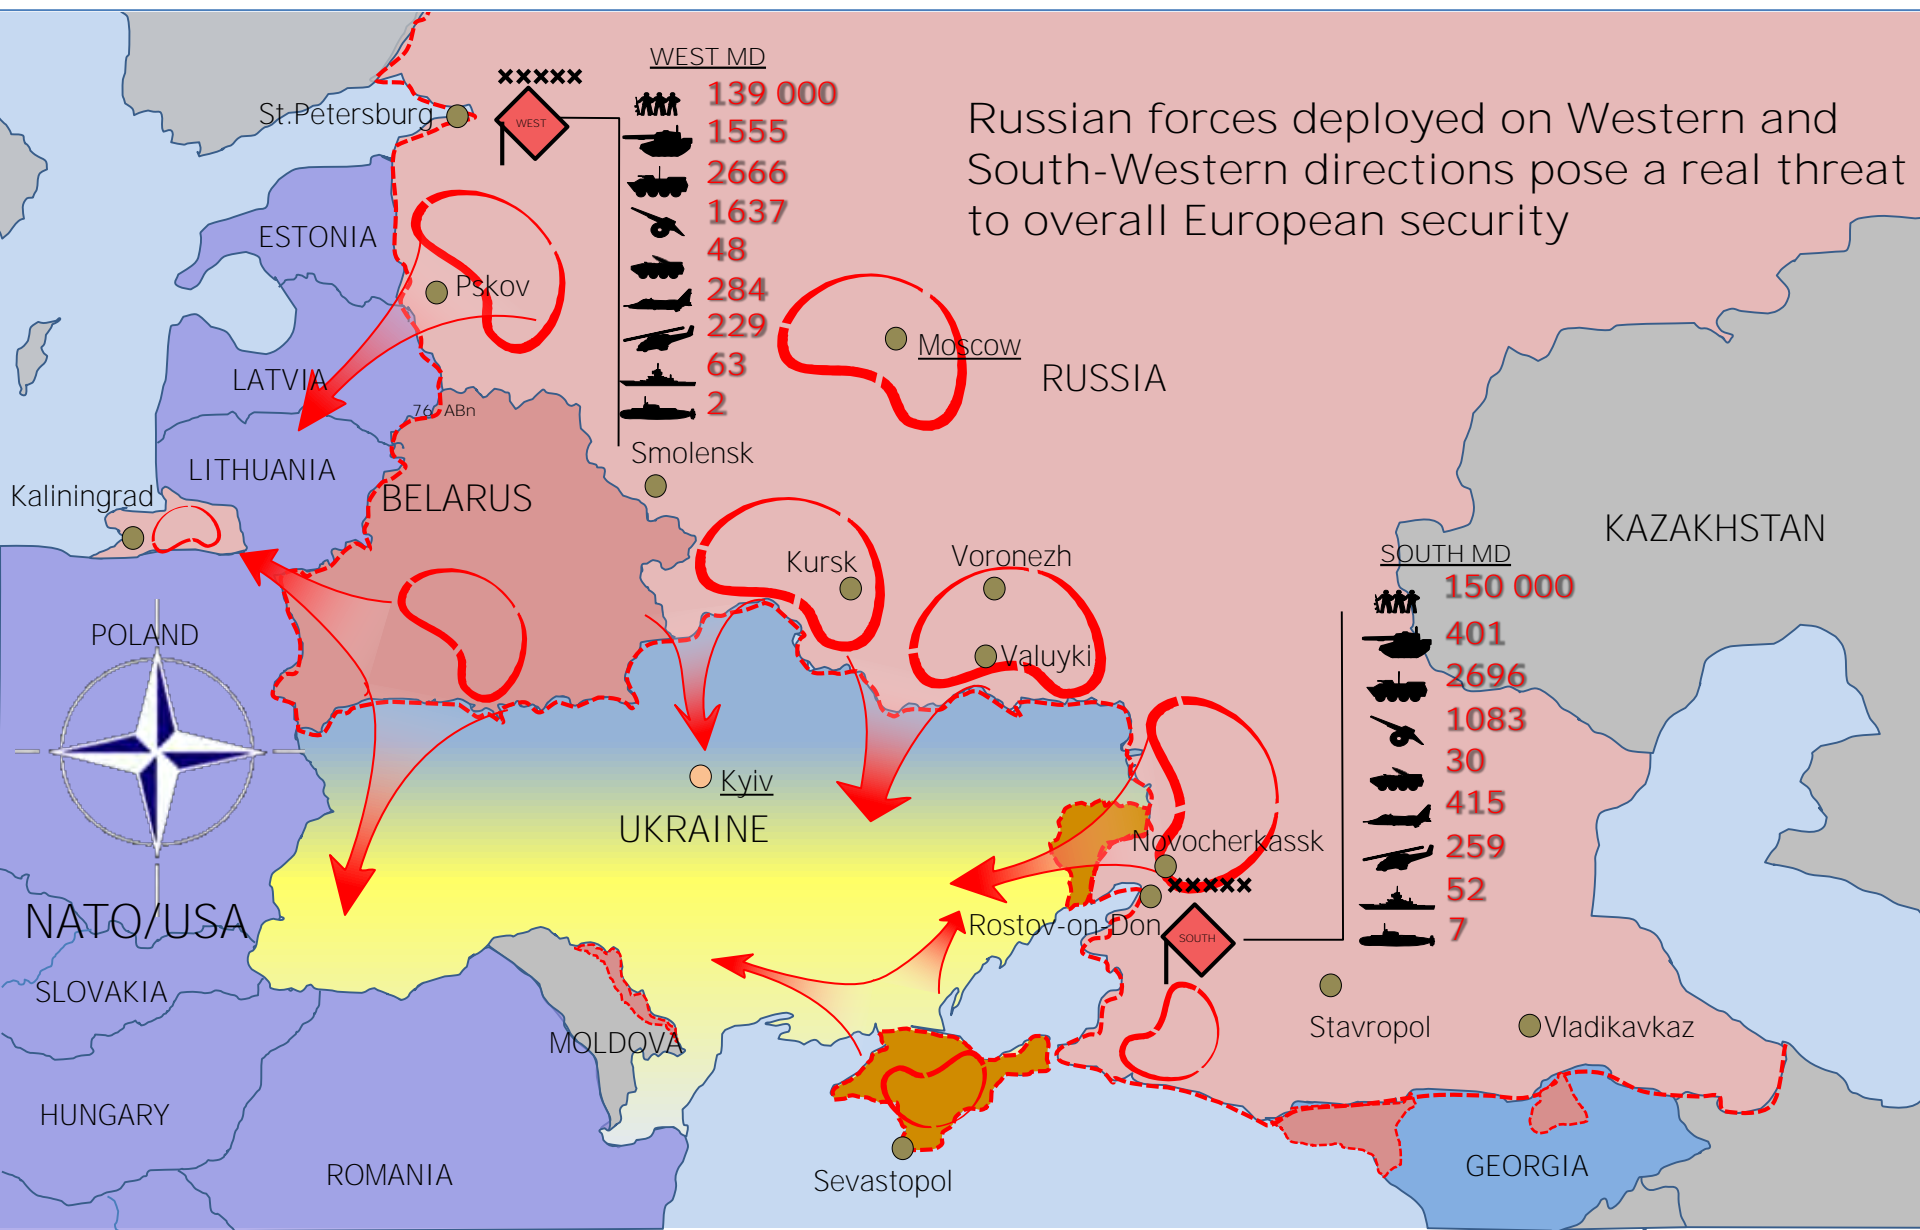 WEST MD
139 000
1555
2666
1637
48
284
229
63
2
WEST
Russian forces deployed on Western and
South-Western directions pose a real threat
to overall European security
St.Petersburg
ESTONIA
Pskov
Moscow
RUSSIA
LATVIA
76 ABn
Smolensk
LITHUANIA
Kaliningrad
BELARUS
KAZAKHSTAN
Kursk
Voronezh
Valuyki
SOUTH MD
150 000
401
2696
1083
30
415
259
52
7
POLAND
Kyiv
UKRAINE
Novocherkassk
NATO/USA
Rostov-on-Don
SOUTH
SLOVAKIA
Stavropol
Vladikavkaz
MOLDOVA
HUNGARY
ROMANIA
Sevastopol
GEORGIA